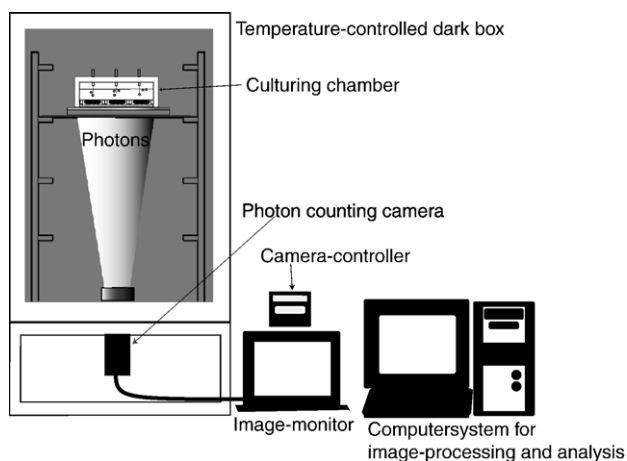 Temperature-controlled dark box
Culturing chamber
Photons
Photon counting camera
Camera-controller
Image-monitor
Computersystem for
image-processing and analysis